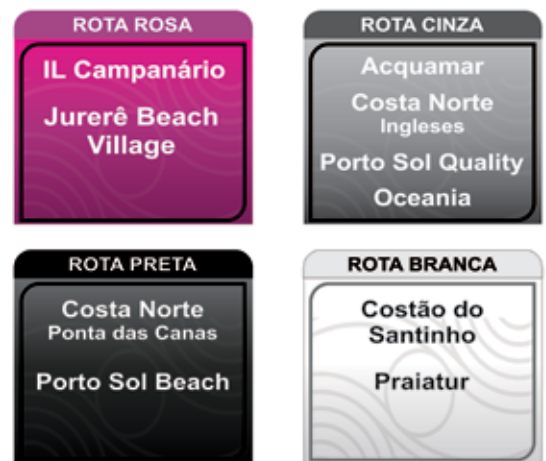 ROTA ROSA
IL Campanário
Jurerê Beach
Village
ROTA CINZA
Acquamar
Costa Norte
Ingleses
Porto Sol Quality
Oceania
ROTA PRETA
Costa Norte
Ponta das Canas
Porto Sol Beach
ROTA BRANCA
Costão do
Santinho
Praiatur